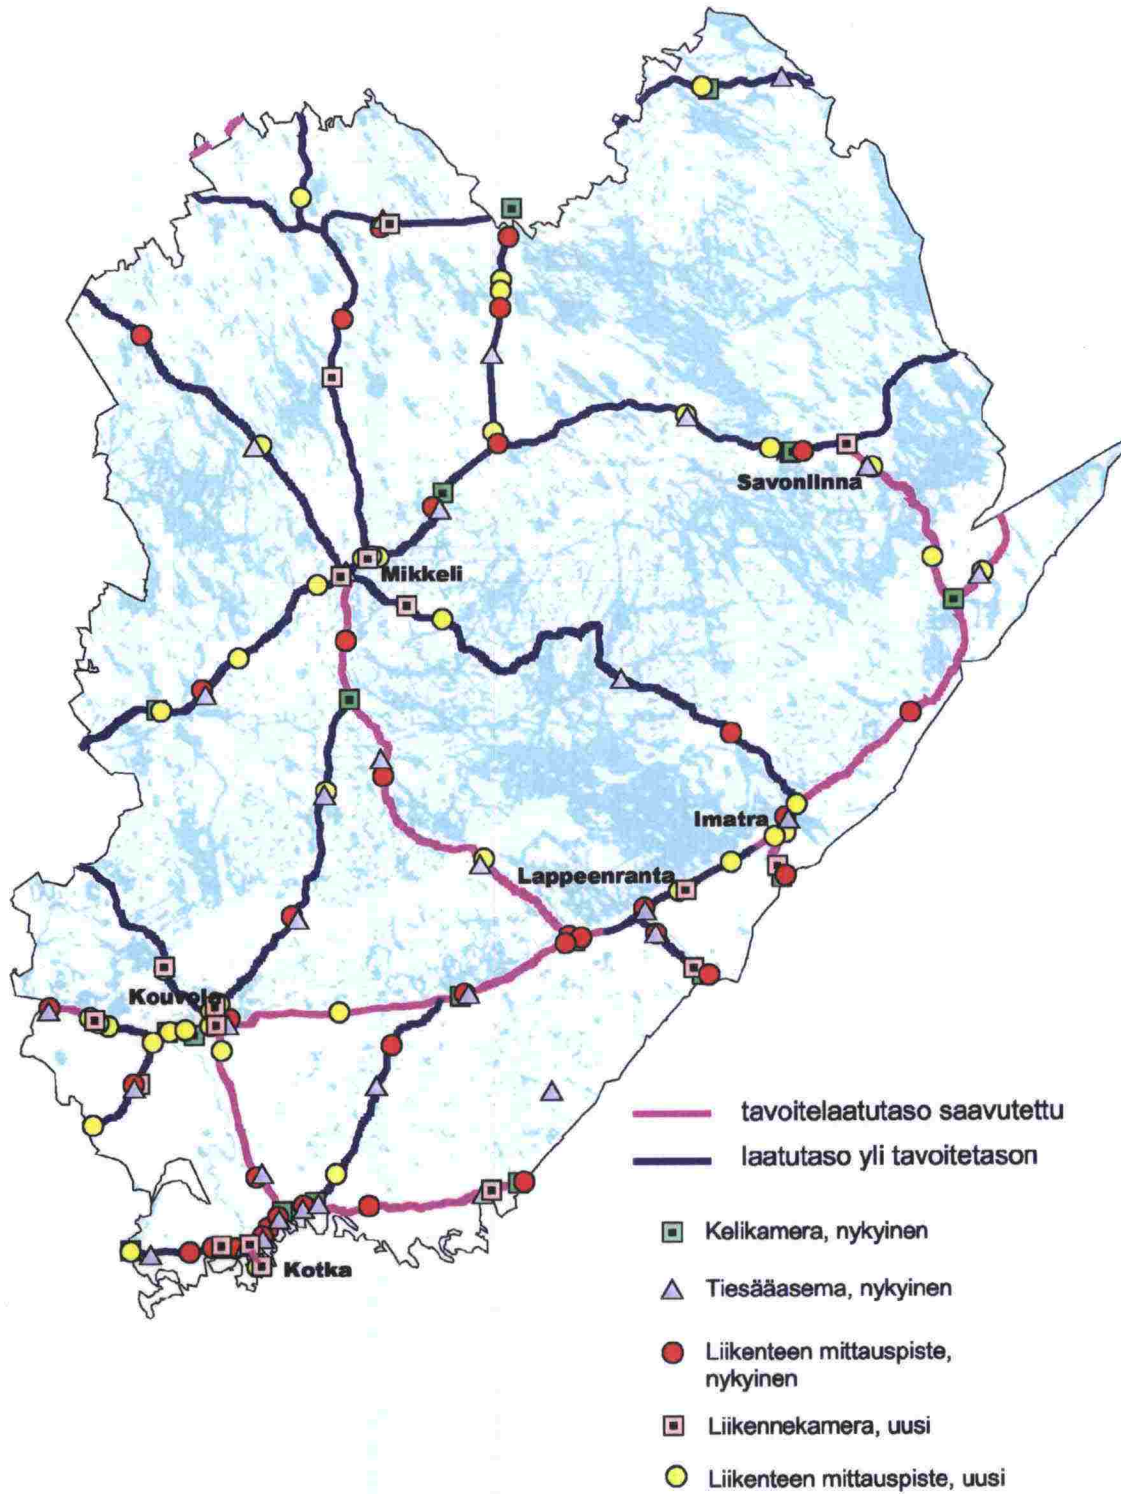 Savonlinna
Mikkeli
Imatra
Lappeenranta
Kouvola
tavoitelaatutaso saavutettu
laatutaso yli tavoitetason
Kelikamera, nykyinen
Kotka
Tiesääasema, nykyinen
Liikenteen mittauspiste,
nykyinen
Liikennekamera, uusi
Liikenteen mittauspiste, uusi